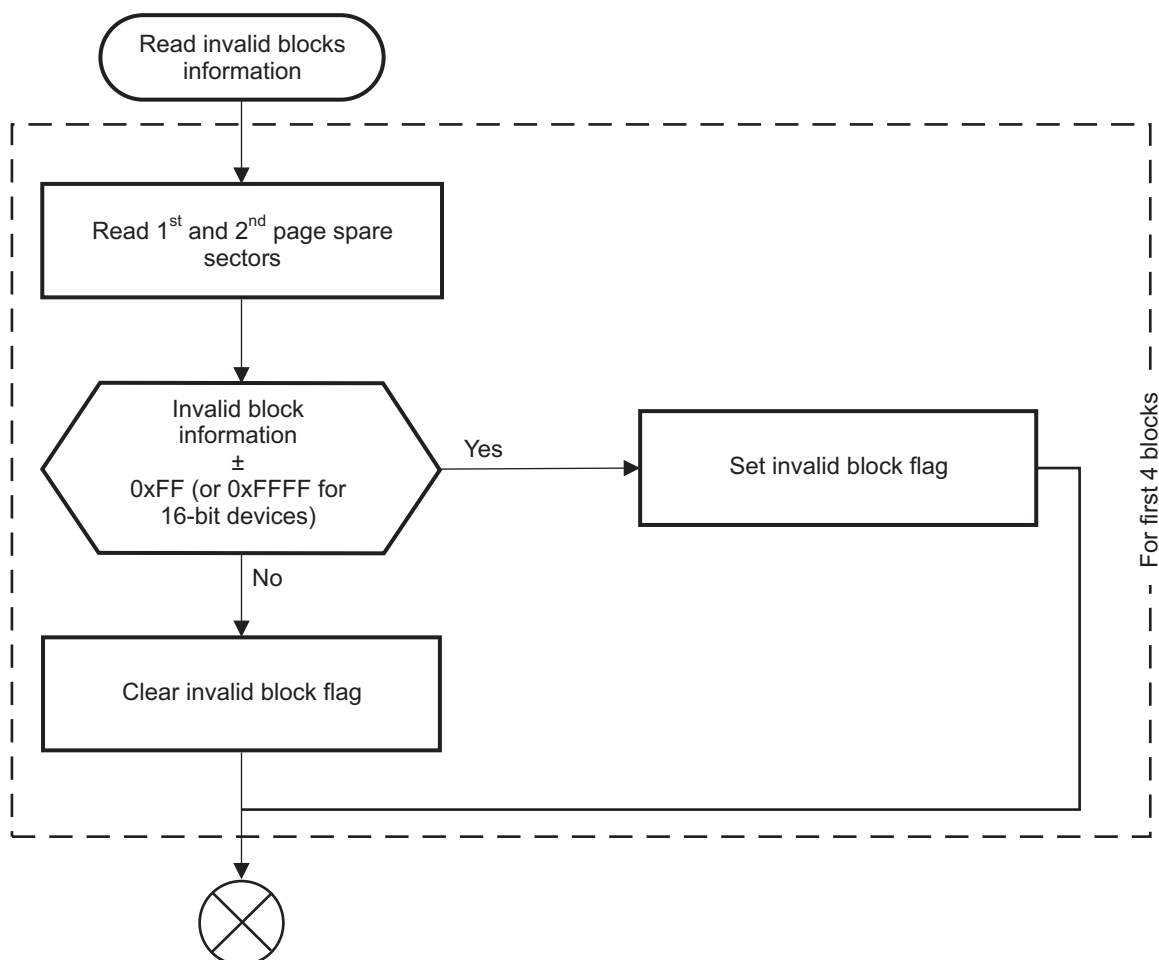 Read invalid blocks
information
Read 1st and 2nd page spare
sectors
Invalid block
information
±
0xFF (or 0xFFFF for
16-bit devices)
Yes
Set invalid block flag
No
Clear invalid block flag
For first 4 blocks